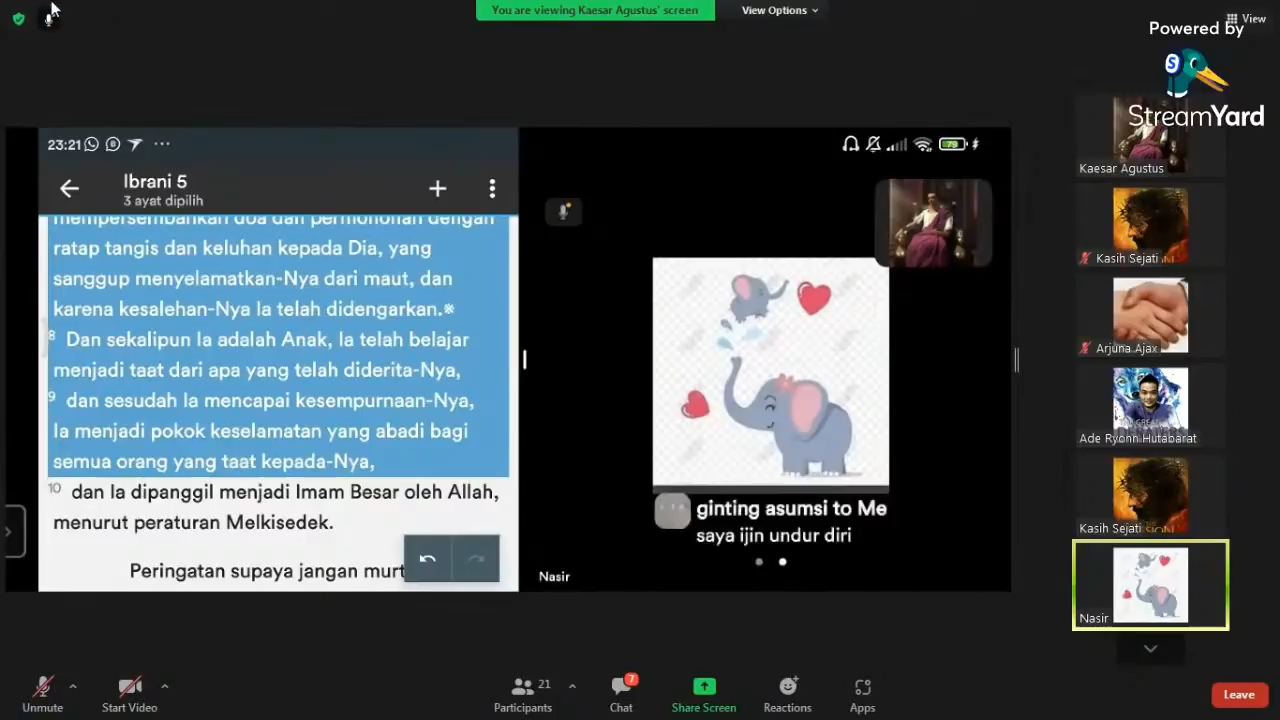 You are viewing Kaesar Agustus' screen
View Options
View
Powered by
StreamYard
23:21
79
Ibrani 5
3 ayat dipilih
mempersembahkan doa dan permohonan dengan
ratap tangis dan keluhan kepada Dia, yang
sanggup menyelamatkan-Nya dari maut, dan
karena kesalehan-Nya Ia telah didengarkan.※
8 Dan sekalipun Ia adalah Anak, Ia telah belajar
menjadi taat dari apa yang telah diderita-Nya,
9 dan sesudah Ia mencapai kesempurnaan-Nya,
Ia menjadi pokok keselamatan yang abadi bagi
semua orang yang taat kepada-Nya,
10 dan Ia dipanggil menjadi Imam Besar oleh Allah,
menurut peraturan Melkisedek.
Peringatan supaya jangan murt
ginting asumsi to Me
saya ijin undur diri
Nasir
Kaesar Agustus
Kasih Sejati
Arjuna Ajax
Ade Ryonn Hutabarat
Kasih Sejati
Nasir
Unmute
Start Video
21
Participants
7
Chat
Share Screen
Reactions
Apps
Leave